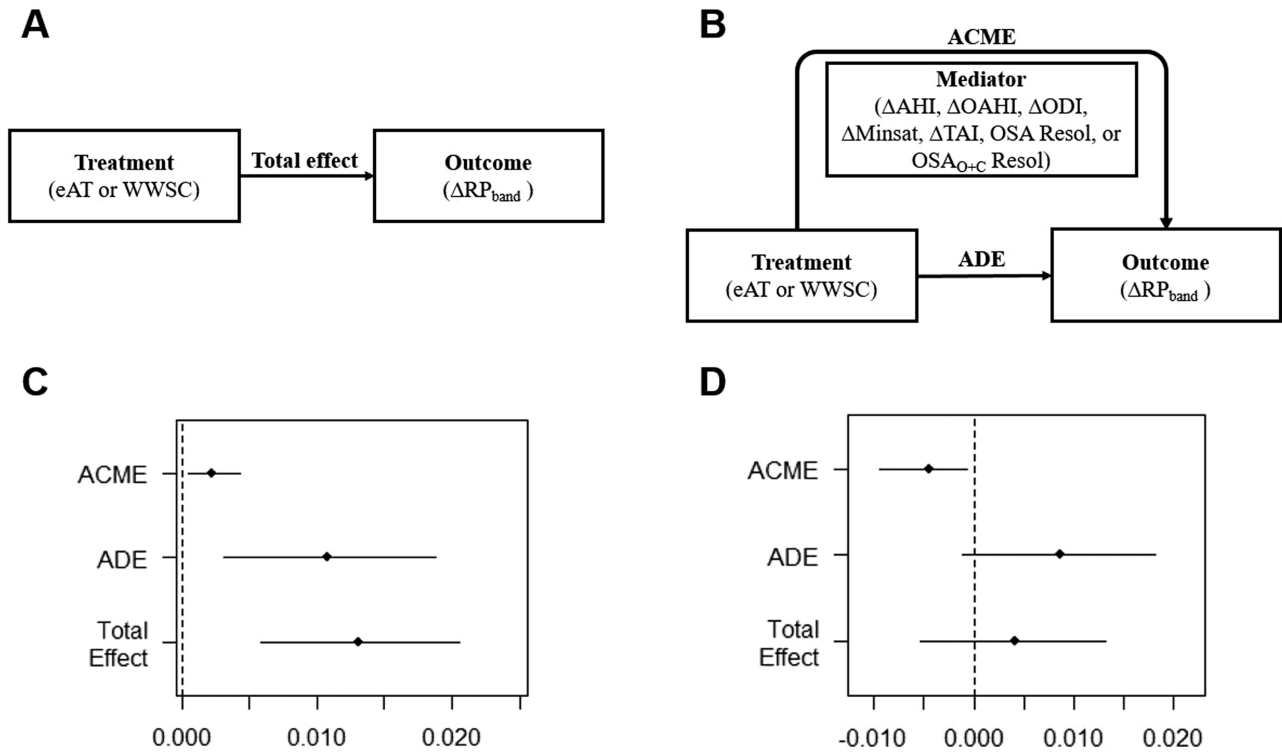 A
Treatment
(eAT or WWSC)
Total effect
Outcome
(ΔRPband )
B
ACME
Mediator
(ΔAHI, ΔOAHI, ΔODI,
ΔMinsat, ΔTAI, OSA Resol, or
OSAO+C Resol)
Treatment
(eAT or WWSC)
ADE
Outcome
(ΔRPband )
C
ACME
ADE
Total
Effect
0.000 0.010 0.020
D
ACME
ADE
Total
Effect
-0.010 0.000 0.010 0.020